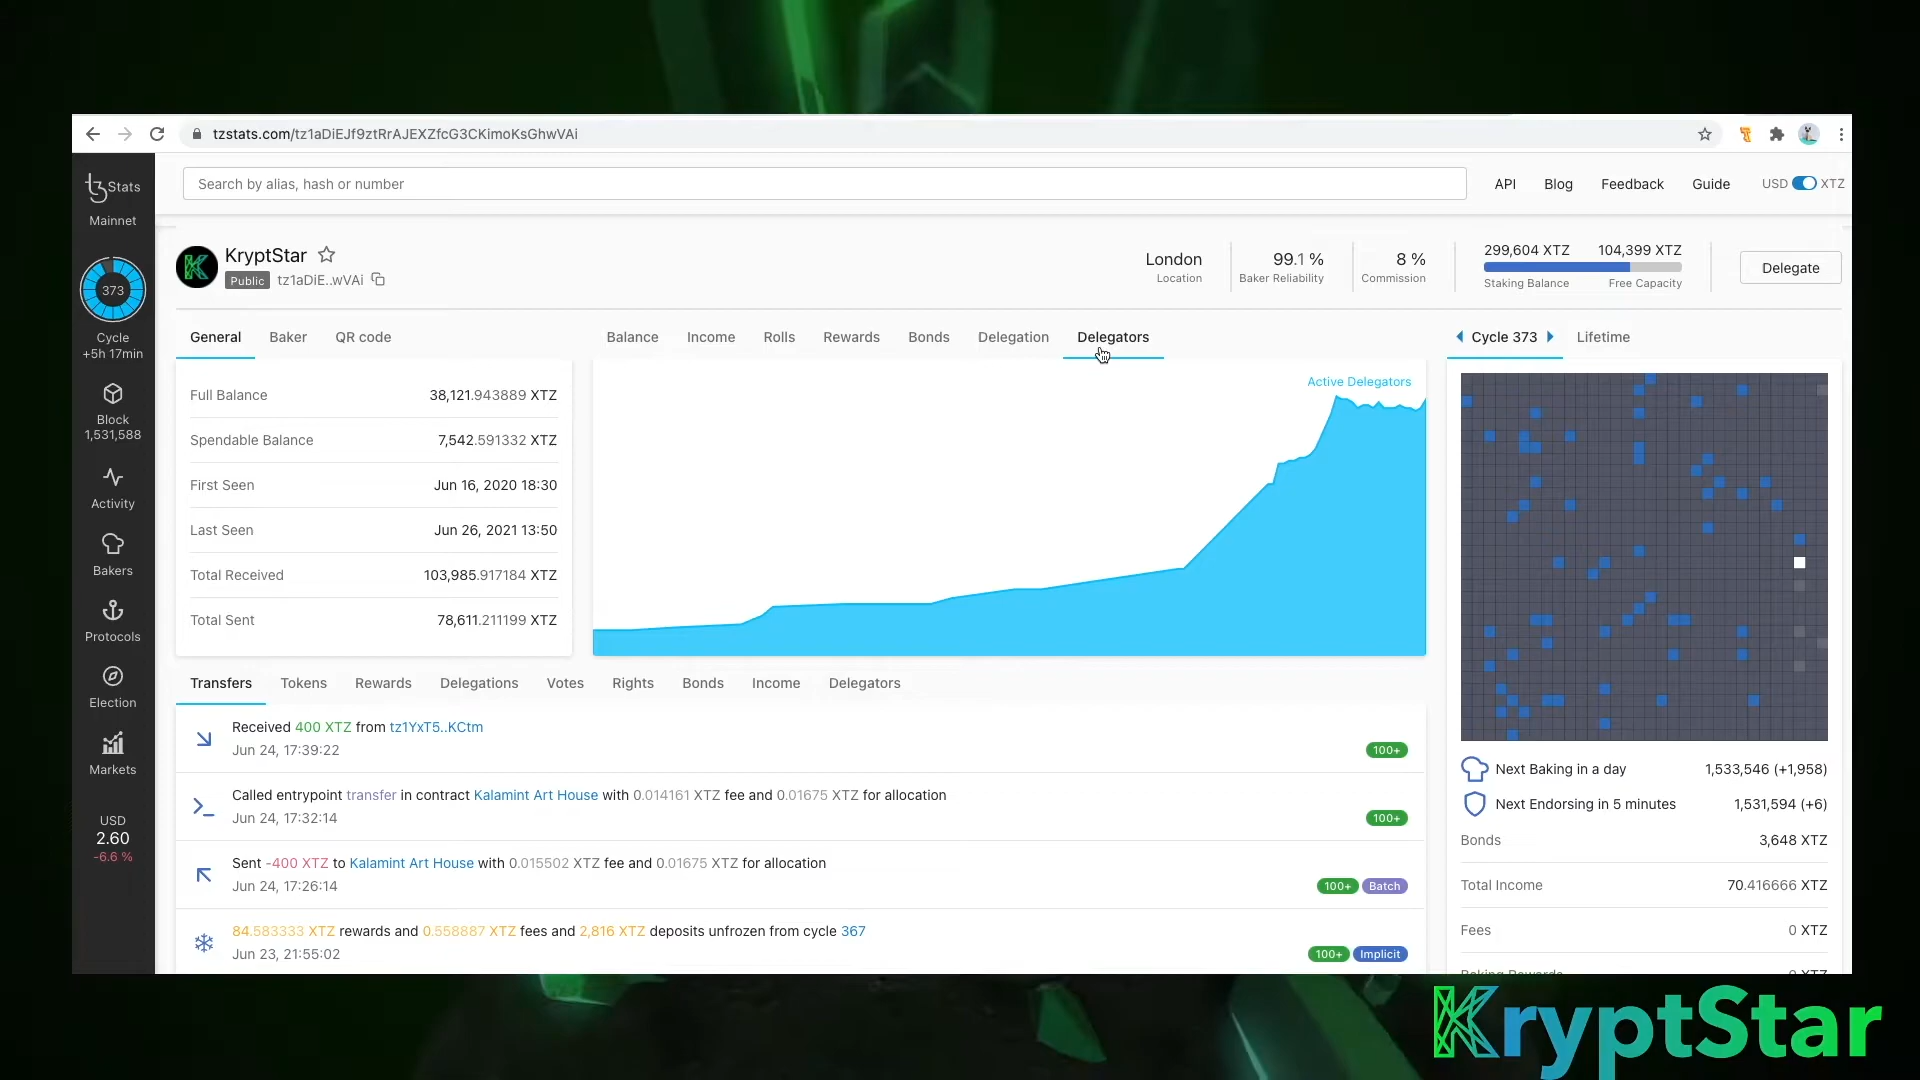 tzstats.com/tz1aDiEJf9ztRrAJEXZfcG3CKimoKsGhwVAi
Stats
Mainnet
Search by alias, hash or number
API Blog Feedback Guide USD XTZ
373
Cycle
+5h 17min
Block
1,531,588
Activity
Bakers
Protocols
Election
Markets
USD
2.60
-6.6 %
KryptStar
Public tz1aDiE..wVAi
London
Location
99.1 %
Baker Reliability
8 %
Commission
299,604 XTZ 104,399 XTZ
Staking Balance Free Capacity
Delegate
General Baker QR code
Full Balance 38,121.943889 XTZ
Spendable Balance 7,542.591332 XTZ
First Seen Jun 16, 2020 18:30
Last Seen Jun 26, 2021 13:50
Total Received 103,985.917184 XTZ
Total Sent 78,611.211199 XTZ
Balance Income Rolls Rewards Bonds Delegation Delegators
Active Delegators
Cycle 373 Lifetime
Next Baking in a day 1,533,546 (+1,958)
Next Endorsing in 5 minutes 1,531,594 (+6)
Bonds 3,648 XTZ
Total Income 70.416666 XTZ
Fees 0 XTZ
Baking Rewards 0 XTZ
Transfers Tokens Rewards Delegations Votes Rights Bonds Income Delegators
Received 400 XTZ from tz1YxT5..KCtm
Jun 24, 17:39:22
100+
Called entrypoint transfer in contract Kalamint Art House with 0.014161 XTZ fee and 0.01675 XTZ for allocation
Jun 24, 17:32:14
100+
Sent -400 XTZ to Kalamint Art House with 0.015502 XTZ fee and 0.01675 XTZ for allocation
Jun 24, 17:26:14
100+ Batch
84.583333 XTZ rewards and 0.558887 XTZ fees and 2,816 XTZ deposits unfrozen from cycle 367
Jun 23, 21:55:02
100+ Implicit
KryptStar